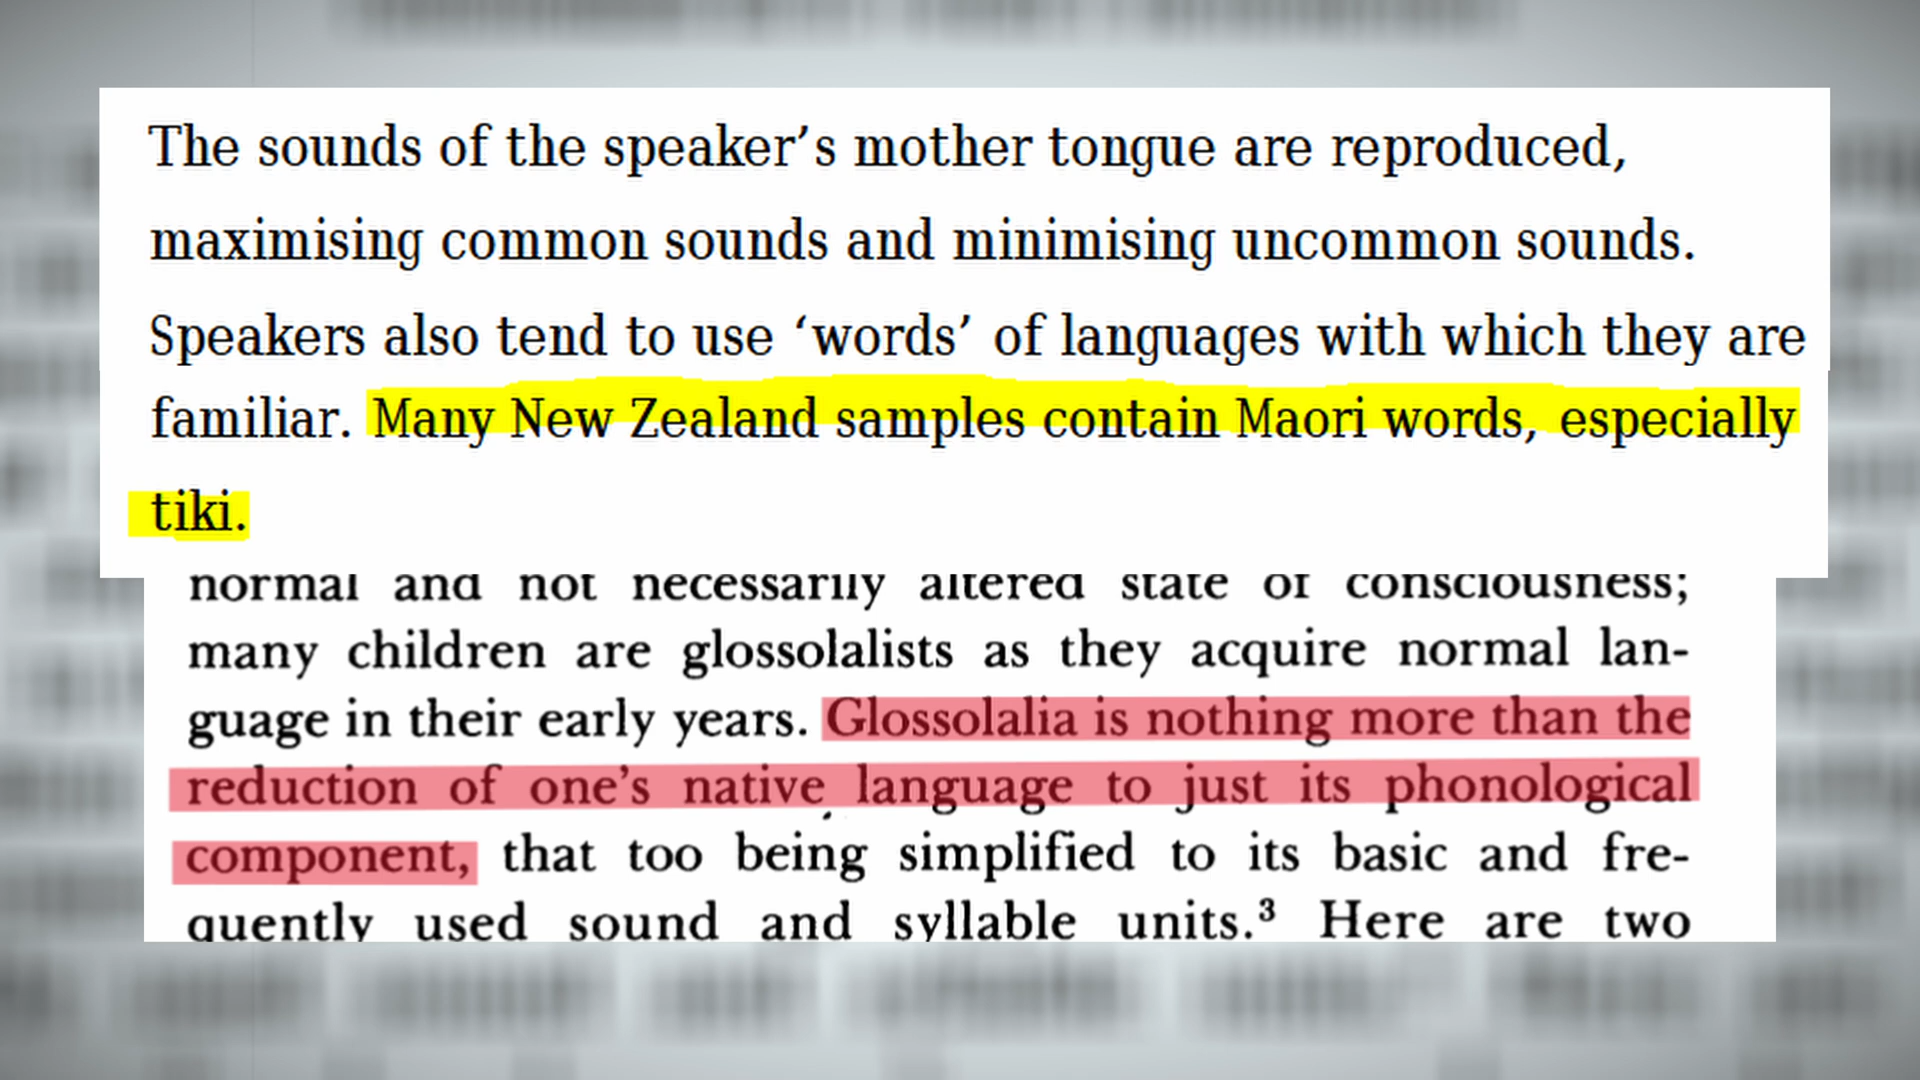 The sounds of the speaker’s mother tongue are reproduced,
maximising common sounds and minimising uncommon sounds.
Speakers also tend to use ‘words’ of languages with which they are
familiar. Many New Zealand samples contain Maori words, especially
tiki.
normal and not necessarily altered state of consciousness;
many children are glossolalists as they acquire normal lan-
guage in their early years. Glossolalia is nothing more than the
reduction of one’s native language to just its phonological
component, that too being simplified to its basic and fre-
quently used sound and syllable units.³ Here are two